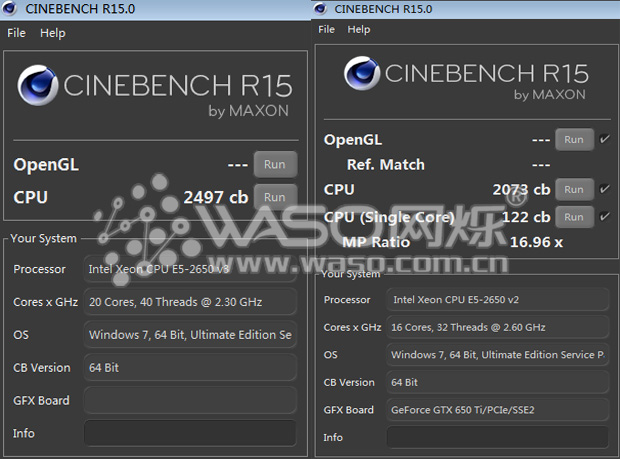 CINEBENCH R15.0
File Help
CINEBENCH R15
by MAXON
OpenGL --- Run
CPU 2497 cb Run
Your System
Processor Intel Xeon CPU E5-2650 v3
Cores x GHz 20 Cores, 40 Threads @ 2.30 GHz
OS Windows 7, 64 Bit, Ultimate Edition Se
CB Version 64 Bit
GFX Board
Info
CINEBENCH R15.0
File Help
CINEBENCH R15
by MAXON
OpenGL --- Run ✓
Ref. Match ---
CPU 2073 cb Run ✓
CPU (Single Core) 122 cb Run ✓
MP Ratio 16.96 x
Your System
Processor Intel Xeon CPU E5-2650 v2
Cores x GHz 16 Cores, 32 Threads @ 2.60 GHz
OS Windows 7, 64 Bit, Ultimate Edition Service P
CB Version 64 Bit
GFX Board GeForce GTX 650 Ti/PCIe/SSE2
Info
WASO网烁®
www.waso.com.cn